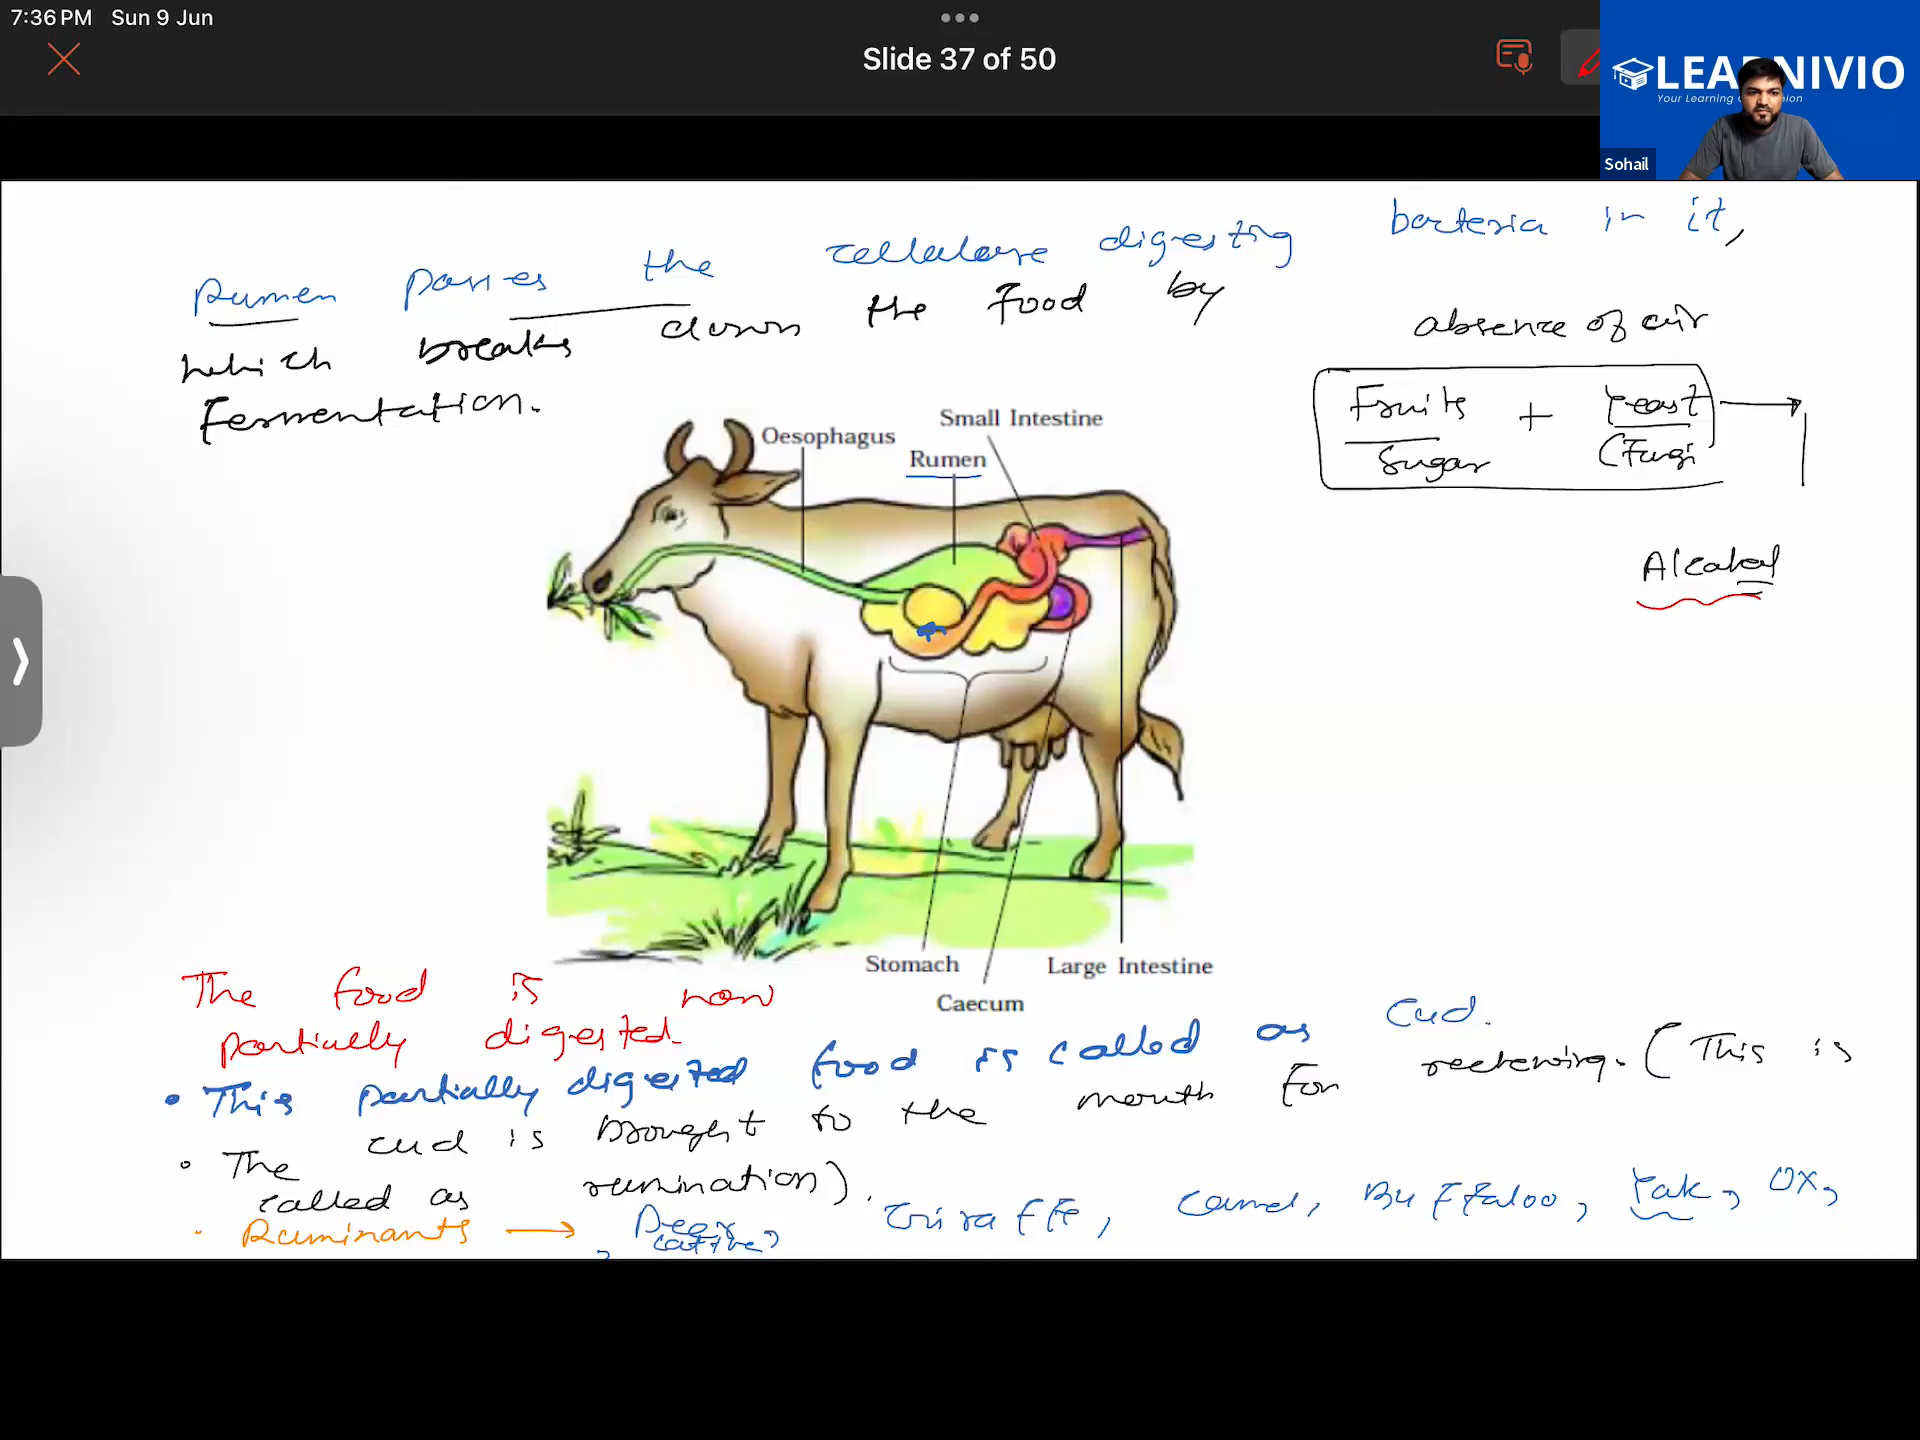 7:36 PM Sun 9 Jun
Slide 37 of 50
LEARNIVIO
Your Learning
Sohail
Rumen the cellulose digesting bacteria in it,
which breaks down the food by
Fermentation.
absence of air
Fruits + Yeast
Sugar (Fungi
Alcohol
Small Intestine
Oesophagus
Rumen
Stomach
Large Intestine
Caecum
The food is now
partially digested.
• This partially digested food is called as cud.
• The cud is brought to the mouth for (This is
called as rumination).
• Ruminants → Deer, Giraffe, Camel, Buffaloo, Yak, Ox,